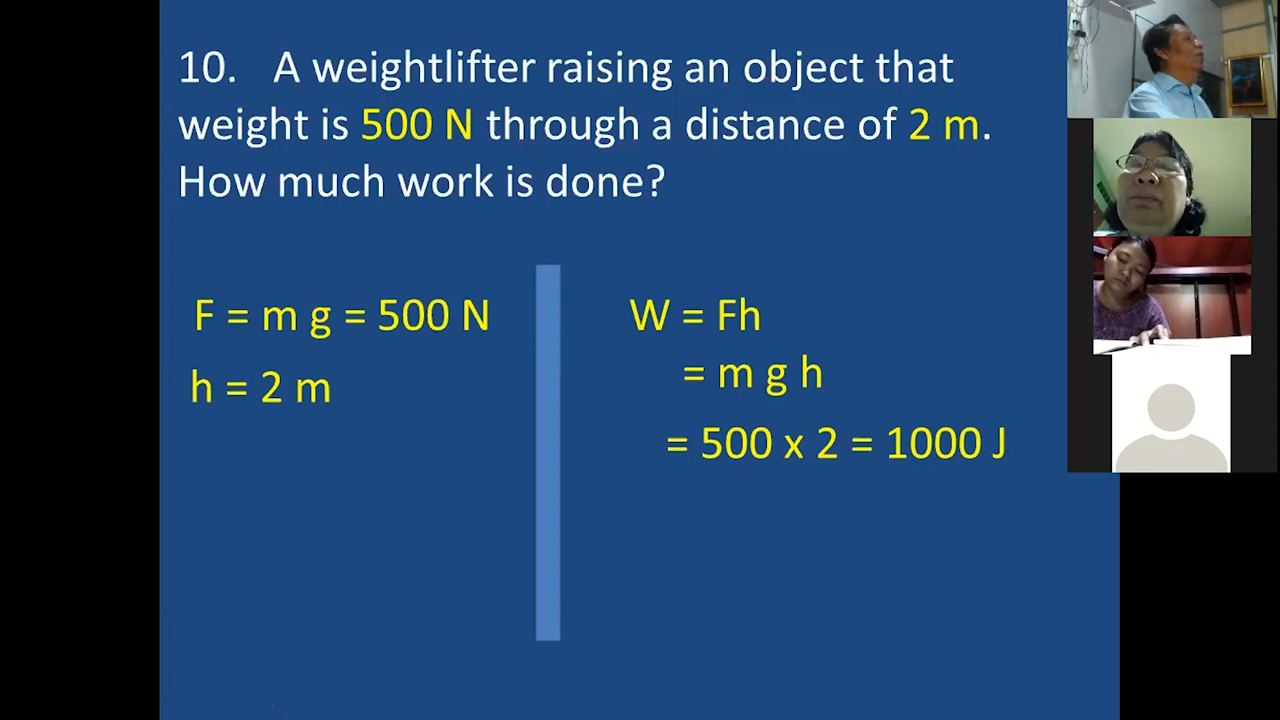 10. A weightlifter raising an object that
weight is 500 N through a distance of 2 m.
How much work is done?
F = m g = 500 N
h = 2 m
W = Fh
= m g h
= 500 x 2 = 1000 J